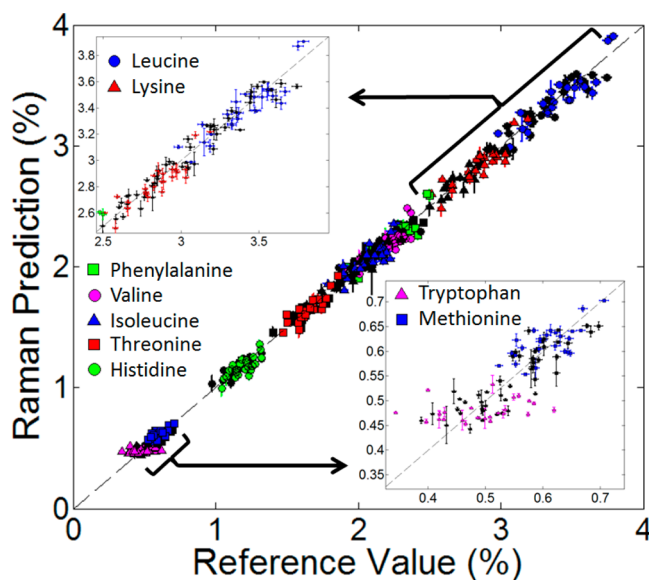 4
3
2
1
0
Raman Prediction (%)
3.8
3.6
3.4
3.2
3.0
2.8
2.6
2.5
3.0
3.5
Leucine
Lysine
Phenylalanine
Valine
Isoleucine
Threonine
Histidine
0.7
0.65
0.6
0.55
0.5
0.45
0.4
0.35
0.4
0.5
0.6
0.7
Tryptophan
Methionine
0
1
2
3
4
Reference Value (%)